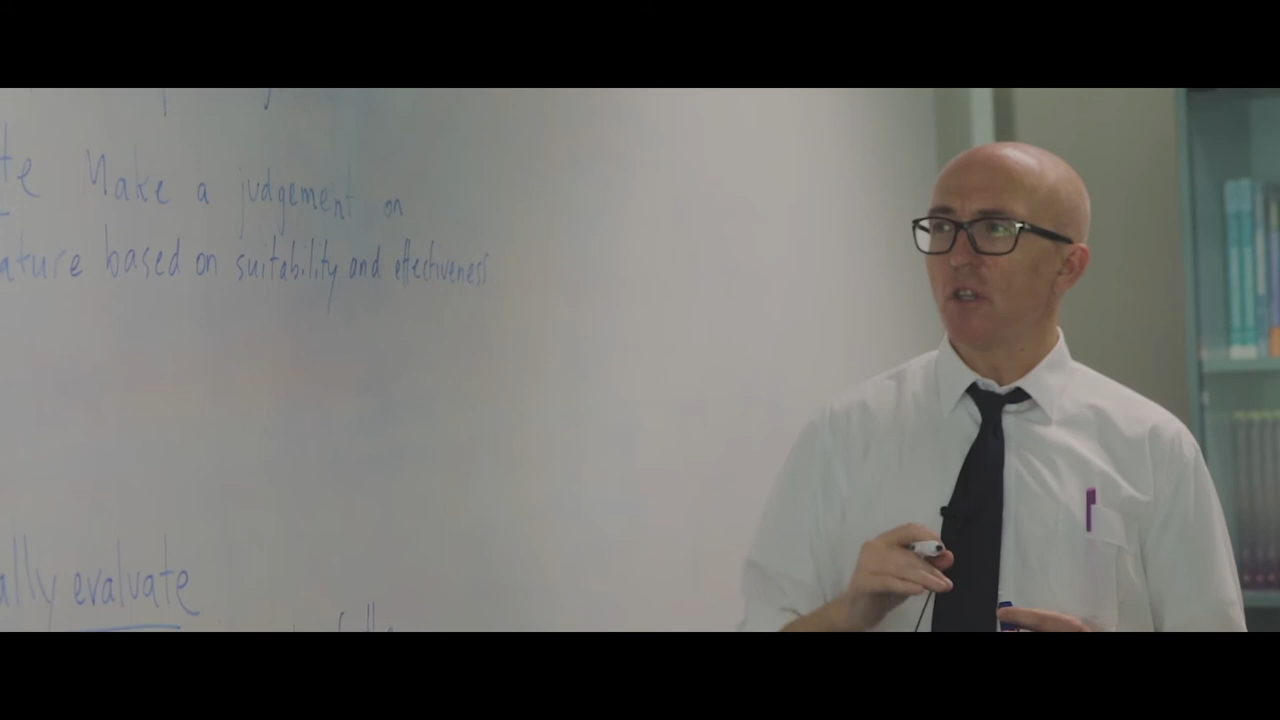 te Make a judgement on
ature based on suitability and effectiveness
ally evaluate